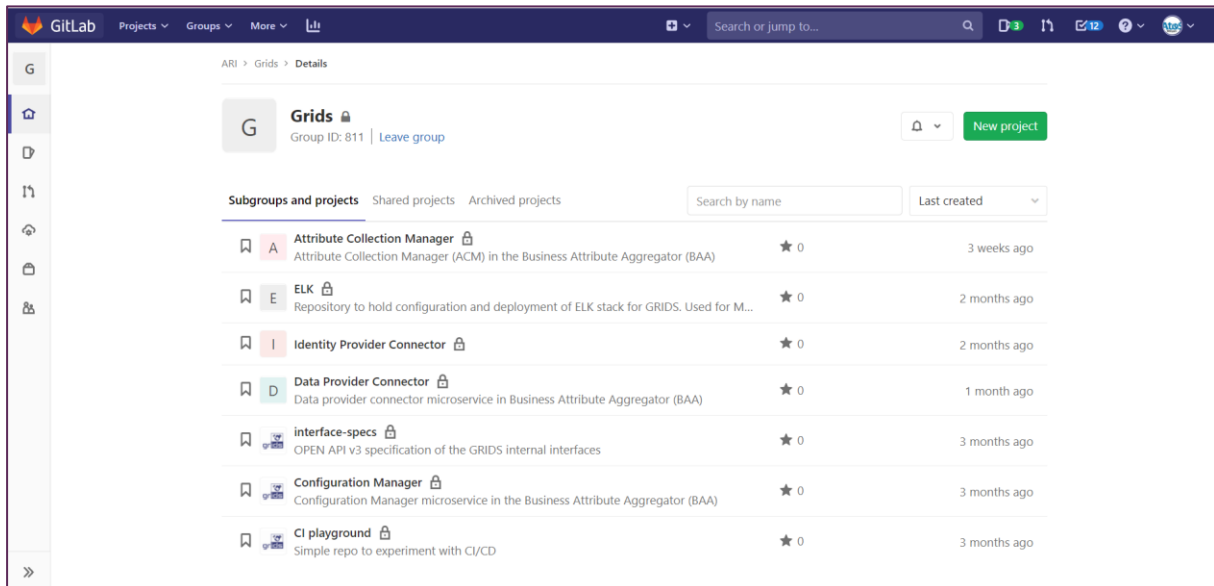 GitLab Projects Groups More Search or jump to... 3 12
G
ARI > Grids > Details
G
Grids
Group ID: 811 | Leave group
New project
Subgroups and projects Shared projects Archived projects Search by name Last created
A Attribute Collection Manager 0 3 weeks ago
Attribute Collection Manager (ACM) in the Business Attribute Aggregator (BAA)
E ELK 0 2 months ago
Repository to hold configuration and deployment of ELK stack for GRIDS. Used for M...
I Identity Provider Connector 0 2 months ago
D Data Provider Connector 0 1 month ago
Data provider connector microservice in Business Attribute Aggregator (BAA)
interface-specs 0 3 months ago
OPEN API v3 specification of the GRIDS internal interfaces
Configuration Manager 0 3 months ago
Configuration Manager microservice in the Business Attribute Aggregator (BAA)
CI playground 0 3 months ago
Simple repo to experiment with CI/CD